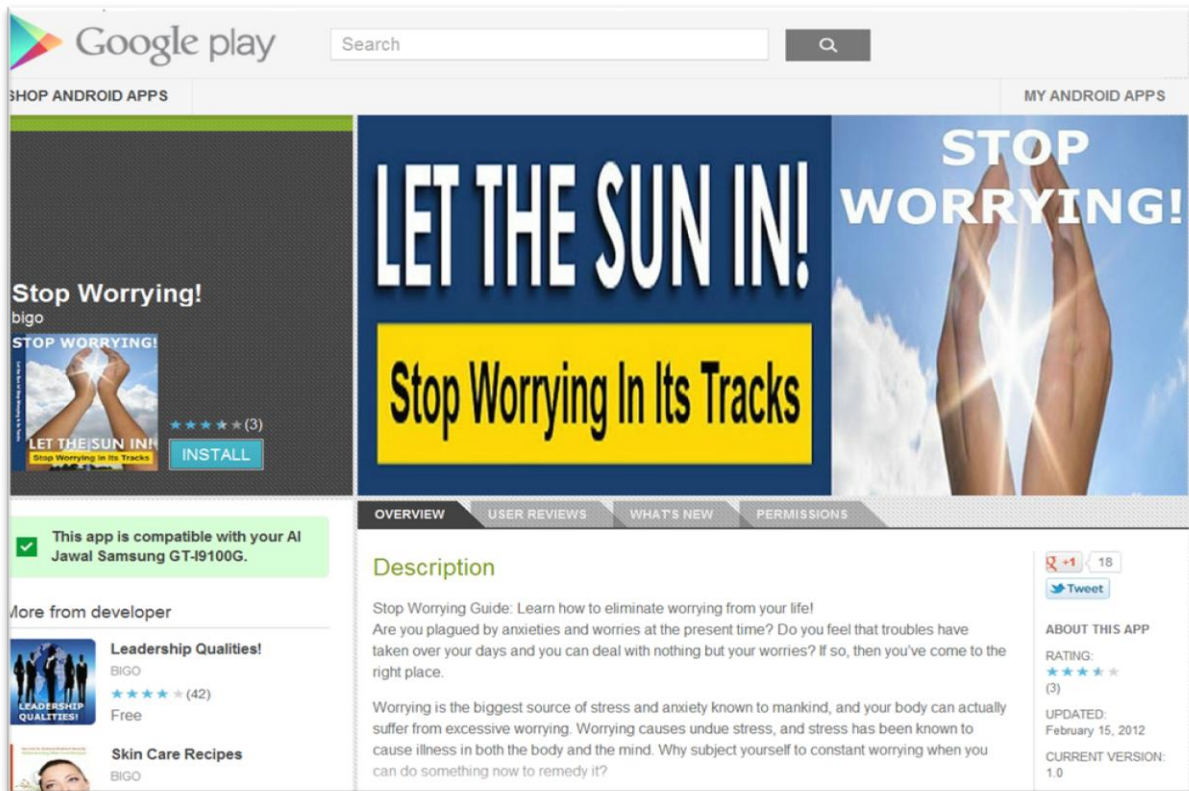 Google play
Search
SHOP ANDROID APPS
MY ANDROID APPS
Stop Worrying!
bigo
STOP WORRYING!
LET THE SUN IN!
Stop Worrying In Its Tracks
(3)
INSTALL
LET THE SUN IN!
Stop Worrying In Its Tracks
STOP
WORRYING!
This app is compatible with your Al
Jawal Samsung GT-I9100G.
More from developer
LEADERSHIP
QUALITIES!
Leadership Qualities!
BIGO
(42)
Free
Skin Care Recipes
BIGO
OVERVIEW
USER REVIEWS
WHAT'S NEW
PERMISSIONS
Description
Stop Worrying Guide: Learn how to eliminate worrying from your life!
Are you plagued by anxieties and worries at the present time? Do you feel that troubles have
taken over your days and you can deal with nothing but your worries? If so, then you've come to the
right place.
Worrying is the biggest source of stress and anxiety known to mankind, and your body can actually
suffer from excessive worrying. Worrying causes undue stress, and stress has been known to
cause illness in both the body and the mind. Why subject yourself to constant worrying when you
can do something now to remedy it?
+1
18
Tweet
ABOUT THIS APP
RATING:
(3)
UPDATED:
February 15, 2012
CURRENT VERSION:
1.0